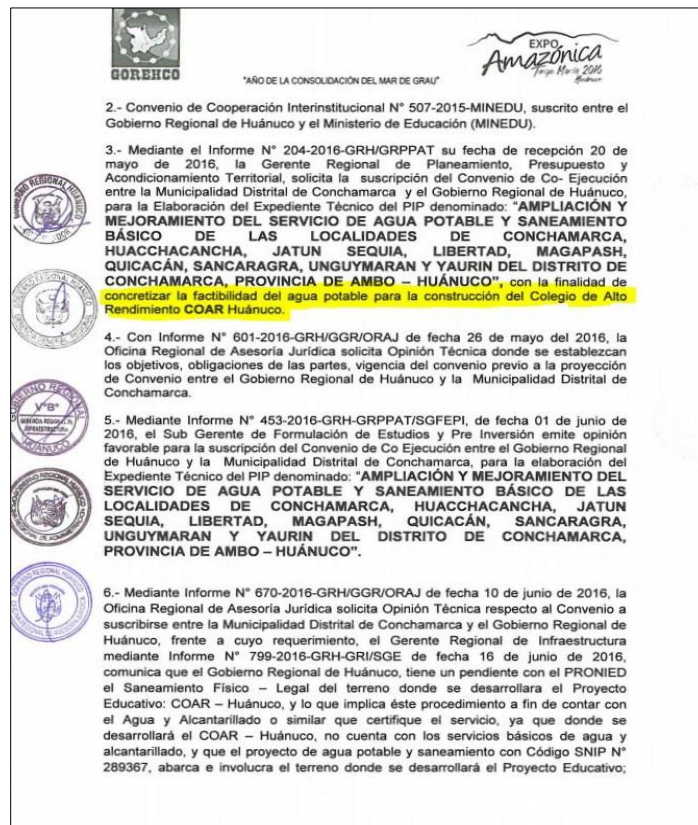 GOREHCO
EXPO
Amazónica
Tingo María 2016
Huánuco
"AÑO DE LA CONSOLIDACIÓN DEL MAR DE GRAU"
2.- Convenio de Cooperación Interinstitucional N° 507-2015-MINEDU, suscrito entre el
Gobierno Regional de Huánuco y el Ministerio de Educación (MINEDU).
3.- Mediante el Informe N° 204-2016-GRH/GRPPAT su fecha de recepción 20 de
mayo de 2016, la Gerente Regional de Planeamiento, Presupuesto y
Acondicionamiento Territorial, solicita la suscripción del Convenio de Co- Ejecución
entre la Municipalidad Distrital de Conchamarca y el Gobierno Regional de Huánuco,
para la Elaboración del Expediente Técnico del PIP denominado: "AMPLIACIÓN Y
MEJORAMIENTO DEL SERVICIO DE AGUA POTABLE Y SANEAMIENTO
BÁSICO DE LAS LOCALIDADES DE CONCHAMARCA,
HUACCHACANCHA, JATUN SEQUIA, LIBERTAD, MAGAPASH,
QUICACÁN, SANCARAGRA, UNGUYMARAN Y YAURIN DEL DISTRITO DE
CONCHAMARCA, PROVINCIA DE AMBO – HUÁNUCO", con la finalidad de
concretizar la factibilidad del agua potable para la construcción del Colegio de Alto
Rendimiento COAR Huánuco.
4.- Con Informe N° 601-2016-GRH/GGR/ORAJ de fecha 26 de mayo del 2016, la
Oficina Regional de Asesoría Jurídica solicita Opinión Técnica donde se establezcan
los objetivos, obligaciones de las partes, vigencia del convenio previo a la proyección
de Convenio entre el Gobierno Regional de Huánuco y la Municipalidad Distrital de
Conchamarca.
5.- Mediante Informe N° 453-2016-GRH-GRPPAT/SGFEPI, de fecha 01 de junio de
2016, el Sub Gerente de Formulación de Estudios y Pre Inversión emite opinión
favorable para la suscripción del Convenio de Co Ejecución entre el Gobierno Regional
de Huánuco y la Municipalidad Distrital de Conchamarca, para la elaboración del
Expediente Técnico del PIP denominado: "AMPLIACIÓN Y MEJORAMIENTO DEL
SERVICIO DE AGUA POTABLE Y SANEAMIENTO BÁSICO DE LAS
LOCALIDADES DE CONCHAMARCA, HUACCHACANCHA, JATUN
SEQUIA, LIBERTAD, MAGAPASH, QUICACÁN, SANCARAGRA,
UNGUYMARAN Y YAURIN DEL DISTRITO DE CONCHAMARCA,
PROVINCIA DE AMBO – HUÁNUCO".
6.- Mediante Informe N° 670-2016-GRH/GGR/ORAJ de fecha 10 de junio de 2016, la
Oficina Regional de Asesoría Jurídica solicita Opinión Técnica respecto al Convenio a
suscribirse entre la Municipalidad Distrital de Conchamarca y el Gobierno Regional de
Huánuco, frente a cuyo requerimiento, el Gerente Regional de Infraestructura
mediante Informe N° 799-2016-GRH-GRI/SGE de fecha 16 de junio de 2016,
comunica que el Gobierno Regional de Huánuco, tiene un pendiente con el PRONIED
el Saneamiento Físico – Legal del terreno donde se desarrollara el Proyecto
Educativo: COAR – Huánuco, y lo que implica éste procedimiento a fin de contar con
el Agua y Alcantarillado o similar que certifique el servicio, ya que donde se
desarrollará el COAR – Huánuco, no cuenta con los servicios básicos de agua y
alcantarillado, y que el proyecto de agua potable y saneamiento con Código SNIP N°
289367, abarca e involucra el terreno donde se desarrollará el Proyecto Educativo;
GOBIERNO REGIONAL HUÁNUCO
GOBIERNO REGIONAL
V°B°
GERENCIA REGIONAL DE
INFRAESTRUCTURA
HUÁNUCO